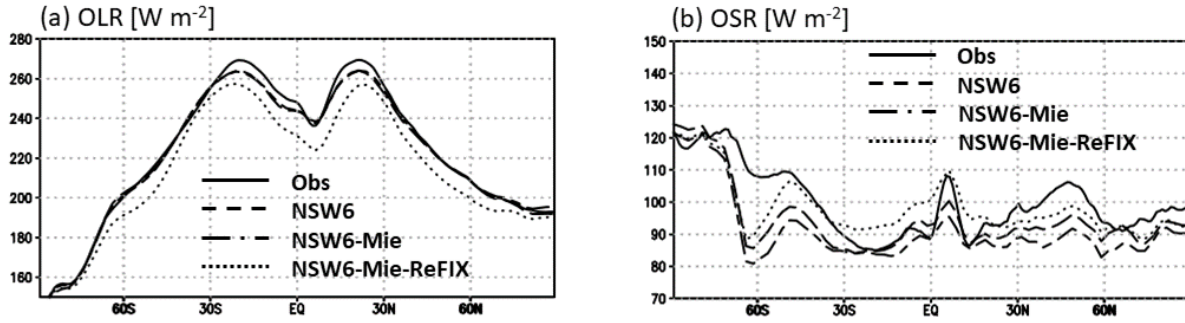 (a) OLR [W m-2]
280
260
240
220
200
180
160
60S 30S EQ 30N 60N
Obs
NSW6
NSW6-Mie
NSW6-Mie-ReFIX
(b) OSR [W m-2]
150
140
130
120
110
100
90
80
70
60S 30S EQ 30N 60N
Obs
NSW6
NSW6-Mie
NSW6-Mie-ReFIX